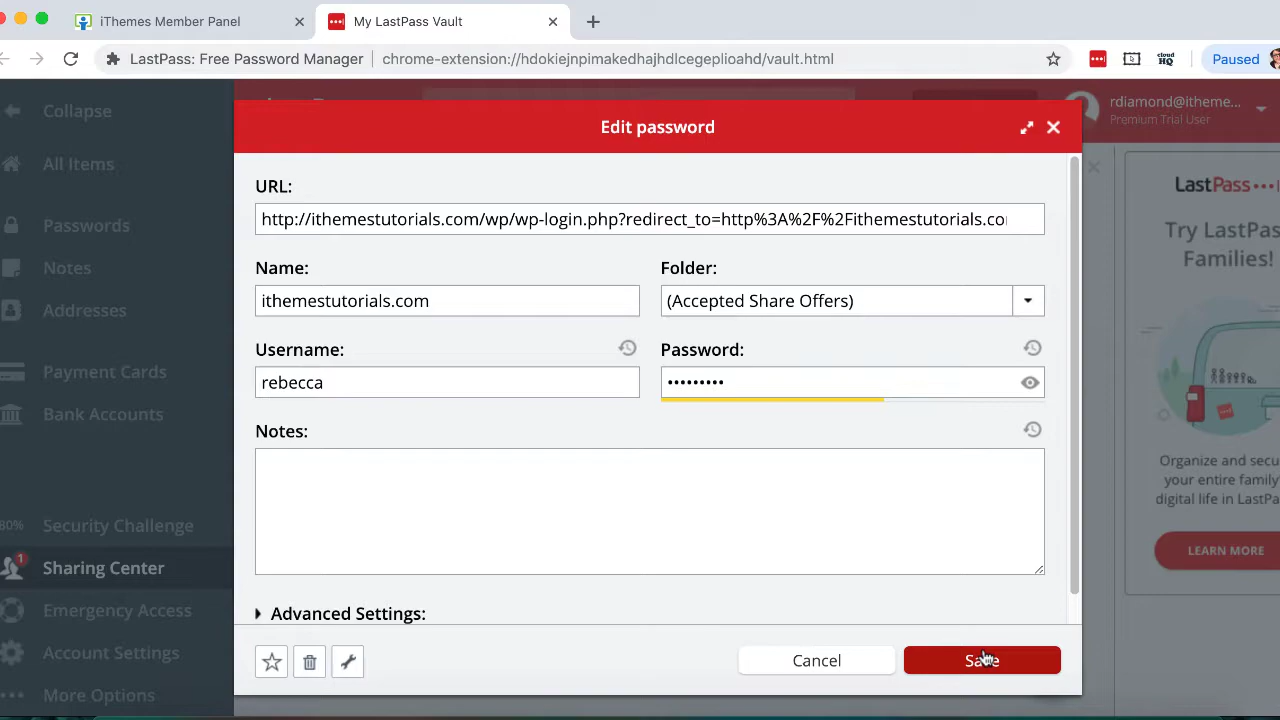 iThemes Member Panel
My LastPass Vault
LastPass: Free Password Manager
chrome-extension://hdokiejnpimakedhajhdlcegeplioahd/vault.html
cloud
HQ
Paused
Collapse
All Items
Passwords
Notes
Addresses
Payment Cards
Bank Accounts
80%
Security Challenge
1
Sharing Center
Emergency Access
Account Settings
More Options
Edit password
URL:
http://ithemestutorials.com/wp/wp-login.php?redirect_to=http%3A%2F%2Fithemestutorials.co
Name:
ithemestutorials.com
Folder:
(Accepted Share Offers)
Username:
rebecca
Password:
•••••••••
Notes:
Advanced Settings:
Cancel
Save
rdiamond@itheme...
Premium Trial User
LastPass
Try LastPas
Families!
Organize and secu
your entire family'
digital life in LastPa
LEARN MORE